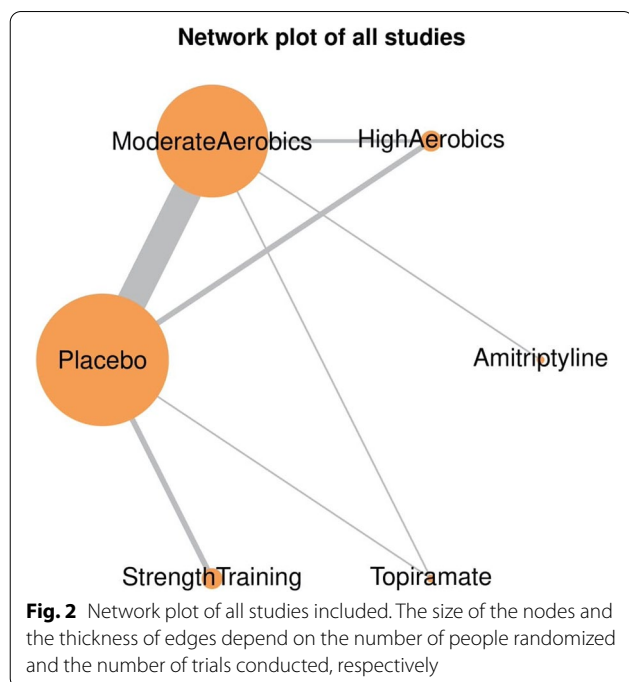 Network plot of all studies
ModerateAerobics
HighAerobics
Placebo
Amitriptyline
StrengthTraining
Topiramate
Fig. 2 Network plot of all studies included. The size of the nodes and
the thickness of edges depend on the number of people randomized
and the number of trials conducted, respectively